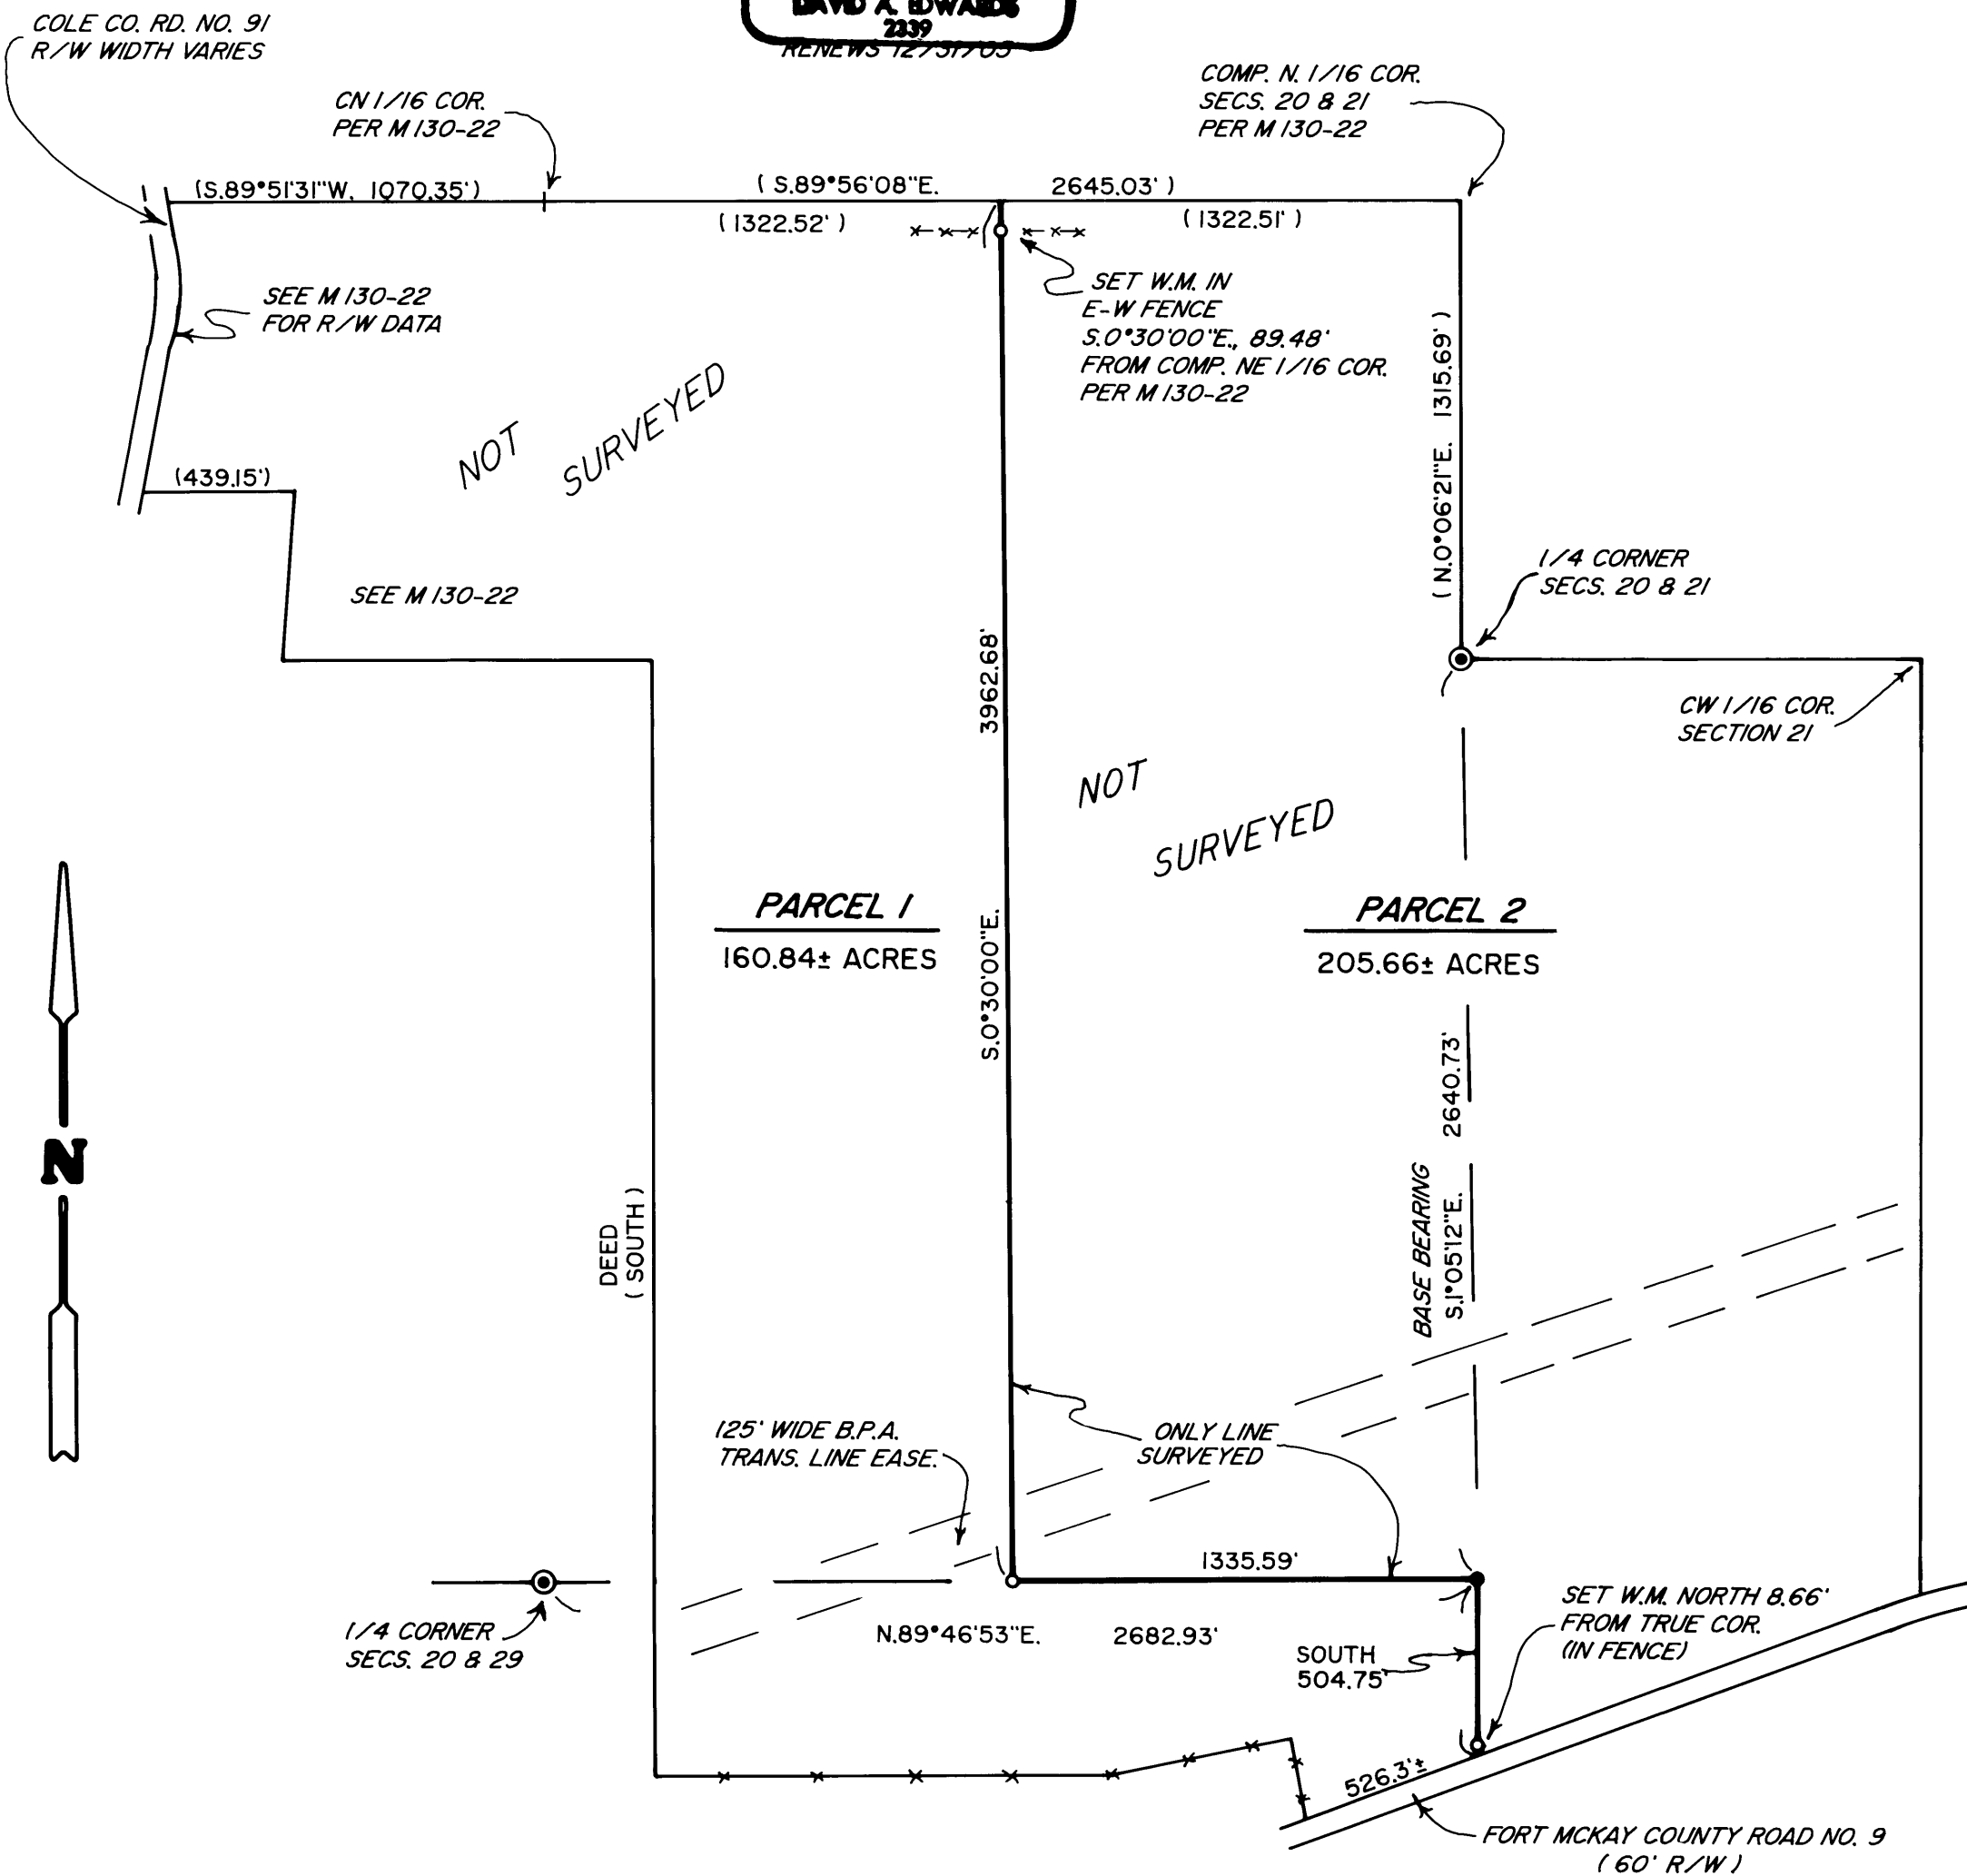 DAVID A. EDWARDS
2339
RENEWS 12/31/03
COLE CO. RD. NO. 91
R/W WIDTH VARIES
CN 1/16 COR.
PER M 130-22
COMP. N. 1/16 COR.
SECS. 20 & 21
PER M 130-22
(S.89°51'31"W. 1070.35')
( S.89°56'08"E. 2645.03' )
( 1322.52' )
( 1322.51' )
SEE M 130-22
FOR R/W DATA
SET W.M. IN
E-W FENCE
S.0°30'00"E., 89.48'
FROM COMP. NE 1/16 COR.
PER M 130-22
( N.0°06'21"E. 1315.69' )
NOT
SURVEYED
(439.15')
1/4 CORNER
SECS. 20 & 21
SEE M 130-22
3962.68'
S.0°30'00"E.
CW 1/16 COR.
SECTION 21
NOT
SURVEYED
PARCEL 1
160.84± ACRES
PARCEL 2
205.66± ACRES
N
DEED
( SOUTH )
BASE BEARING
S.1°05'12"E. 2640.73'
125' WIDE B.P.A.
TRANS. LINE EASE.
ONLY LINE
SURVEYED
1335.59'
1/4 CORNER
SECS. 20 & 29
N.89°46'53"E. 2682.93'
SET W.M. NORTH 8.66'
FROM TRUE COR.
(IN FENCE)
SOUTH
504.75'
526.3'±
FORT MCKAY COUNTY ROAD NO. 9
( 60' R/W )